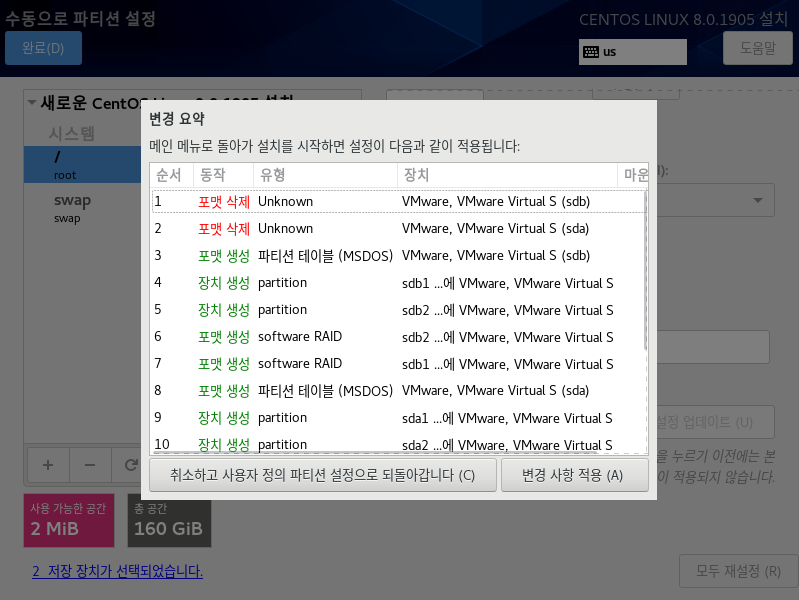 수동으로 파티션 설정
CENTOS LINUX 8.0.1905 설치
완료(D)
us
도움말
새로운 CentOS Linux 8.0.1905 설치
시스템
/
root
swap
swap
변경 요약
메인 메뉴로 돌아가 설치를 시작하면 설정이 다음과 같이 적용됩니다:
순서 동작 유형 장치 마운
1 포맷 삭제 Unknown VMware, VMware Virtual S (sdb)
2 포맷 삭제 Unknown VMware, VMware Virtual S (sda)
3 포맷 생성 파티션 테이블 (MSDOS) VMware, VMware Virtual S (sdb)
4 장치 생성 partition sdb1 ...에 VMware, VMware Virtual S
5 장치 생성 partition sdb2 ...에 VMware, VMware Virtual S
6 포맷 생성 software RAID sdb2 ...에 VMware, VMware Virtual S
7 포맷 생성 software RAID sdb1 ...에 VMware, VMware Virtual S
8 포맷 생성 파티션 테이블 (MSDOS) VMware, VMware Virtual S (sda)
9 장치 생성 partition sda1 ...에 VMware, VMware Virtual S
10 장치 생성 partition sda2 ...에 VMware, VMware Virtual S
취소하고 사용자 정의 파티션 설정으로 되돌아갑니다 (C)
변경 사항 적용 (A)
설정 업데이트 (U)
을 누르기 이전에는 본
이 적용되지 않습니다.
+ −
사용 가능한 공간
2 MiB
총 공간
160 GiB
2 저장 장치가 선택되었습니다.
모두 재설정 (R)